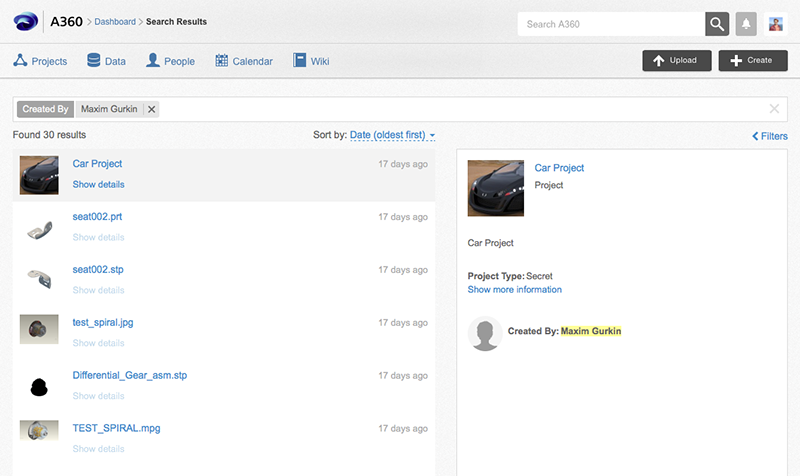 A360 > Dashboard > Search Results
Search A360
Projects Data People Calendar Wiki
Upload Create
Created By Maxim Gurkin
Found 30 results
Sort by: Date (oldest first)
Filters
Car Project 17 days ago
Show details
seat002.prt 17 days ago
Show details
seat002.stp 17 days ago
Show details
test_spiral.jpg 17 days ago
Show details
Differential_Gear_asm.stp 17 days ago
Show details
TEST_SPIRAL.mpg 17 days ago
Show details
Car Project
Project
Car Project
Project Type: Secret
Show more information
Created By: Maxim Gurkin